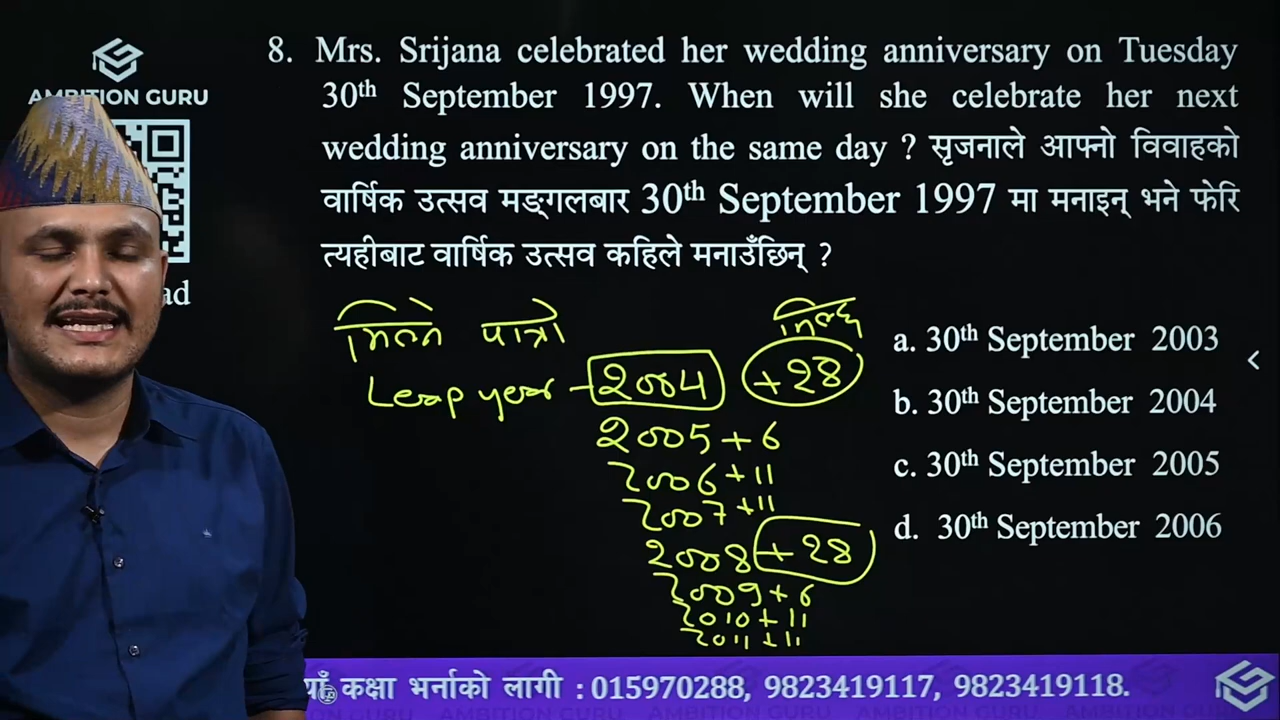 AMBITION GURU
ad
8. Mrs. Srijana celebrated her wedding anniversary on Tuesday
30th September 1997. When will she celebrate her next
wedding anniversary on the same day ? सृजनाले आफ्नो विवाहको
वार्षिक उत्सव मङ्गलबार 30th September 1997 मा मनाइन् भने फेरि
त्यहीबाट वार्षिक उत्सव कहिले मनाउँछिन् ?
मिल्ने पात्रो
Leap year - 2004 +28
2005 + 6
2006 + 11
2007 + 11
2008 + 28
2009 + 6
2010 + 11
2011 + 11
a. 30th September 2003
b. 30th September 2004
c. 30th September 2005
d. 30th September 2006
याँ कक्षा भर्नाको लागी : 015970288, 9823419117, 9823419118.